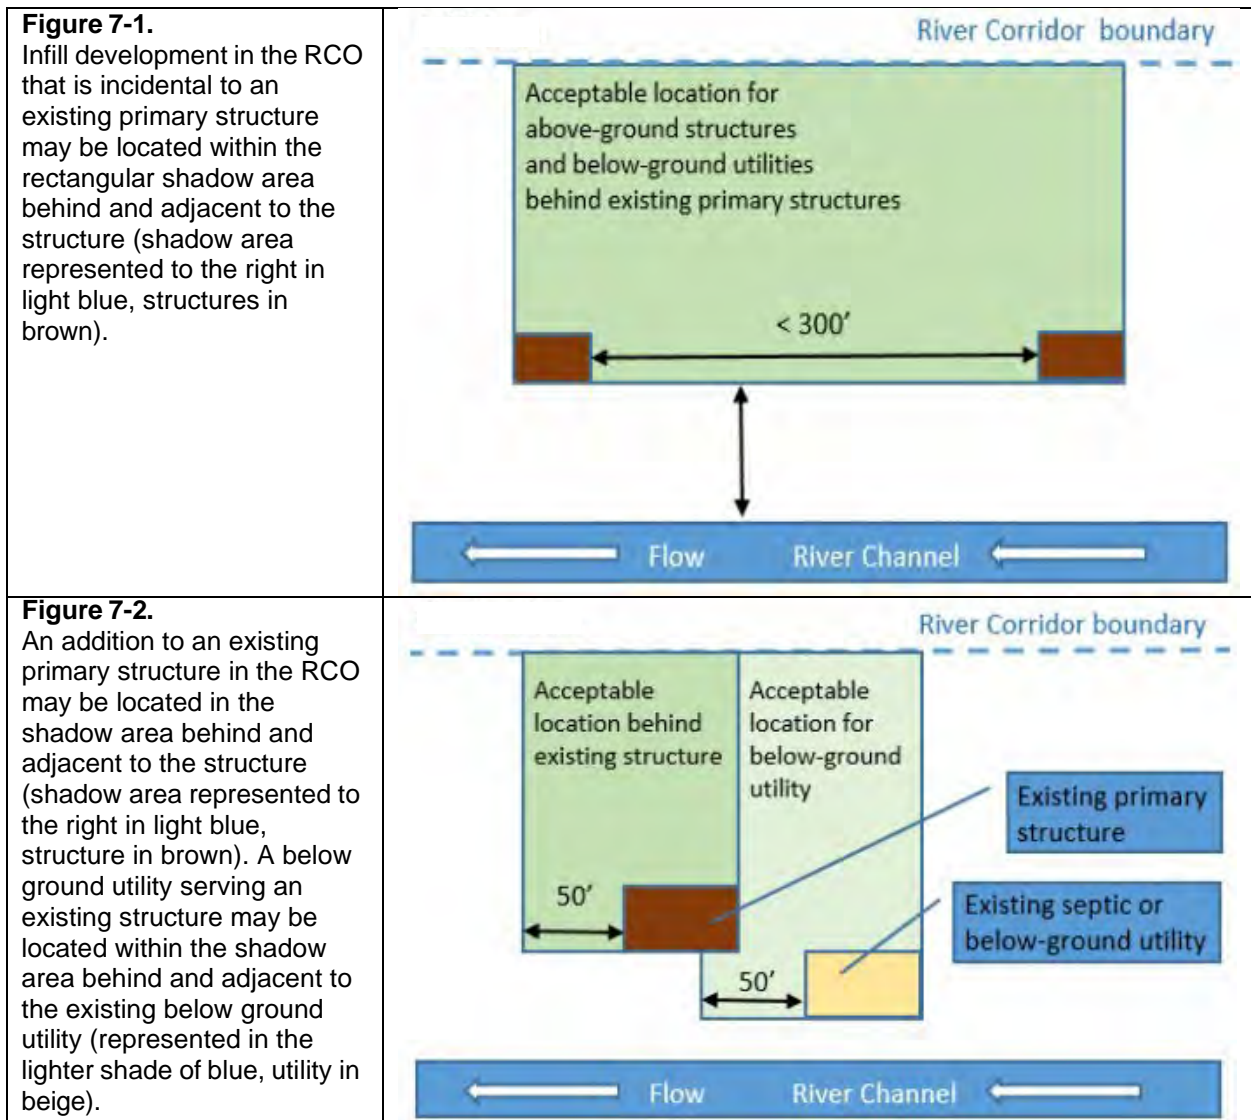 Figure 7-1.
Infill development in the RCO
that is incidental to an
existing primary structure
may be located within the
rectangular shadow area
behind and adjacent to the
structure (shadow area
represented to the right in
light blue, structures in
brown).
River Corridor boundary
Acceptable location for
above-ground structures
and below-ground utilities
behind existing primary structures
< 300'
Flow River Channel
Figure 7-2.
An addition to an existing
primary structure in the RCO
may be located in the
shadow area behind and
adjacent to the structure
(shadow area represented to
the right in light blue,
structure in brown). A below
ground utility serving an
existing structure may be
located within the shadow
area behind and adjacent to
the existing below ground
utility (represented in the
lighter shade of blue, utility in
beige).
River Corridor boundary
Acceptable
location behind
existing structure
Acceptable
location for
below-ground
utility
Existing primary
structure
50'
Existing septic or
below-ground utility
50'
Flow River Channel